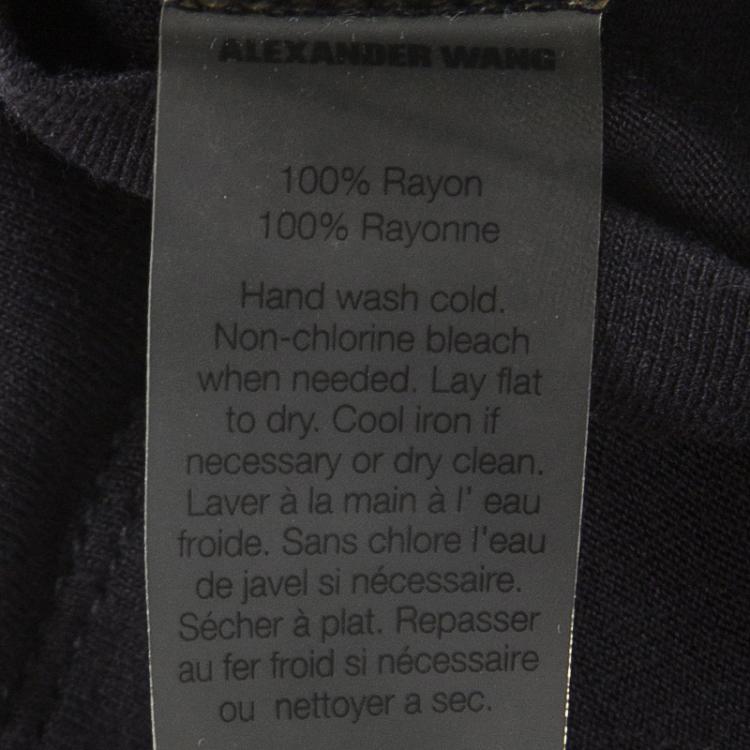 ALEXANDER WANG
100% Rayon
100% Rayonne
Hand wash cold.
Non-chlorine bleach
when needed. Lay flat
to dry. Cool iron if
necessary or dry clean.
Laver à la main à l' eau
froide. Sans chlore l'eau
de javel si nécessaire.
Sécher à plat. Repasser
au fer froid si nécessaire
ou nettoyer a sec.